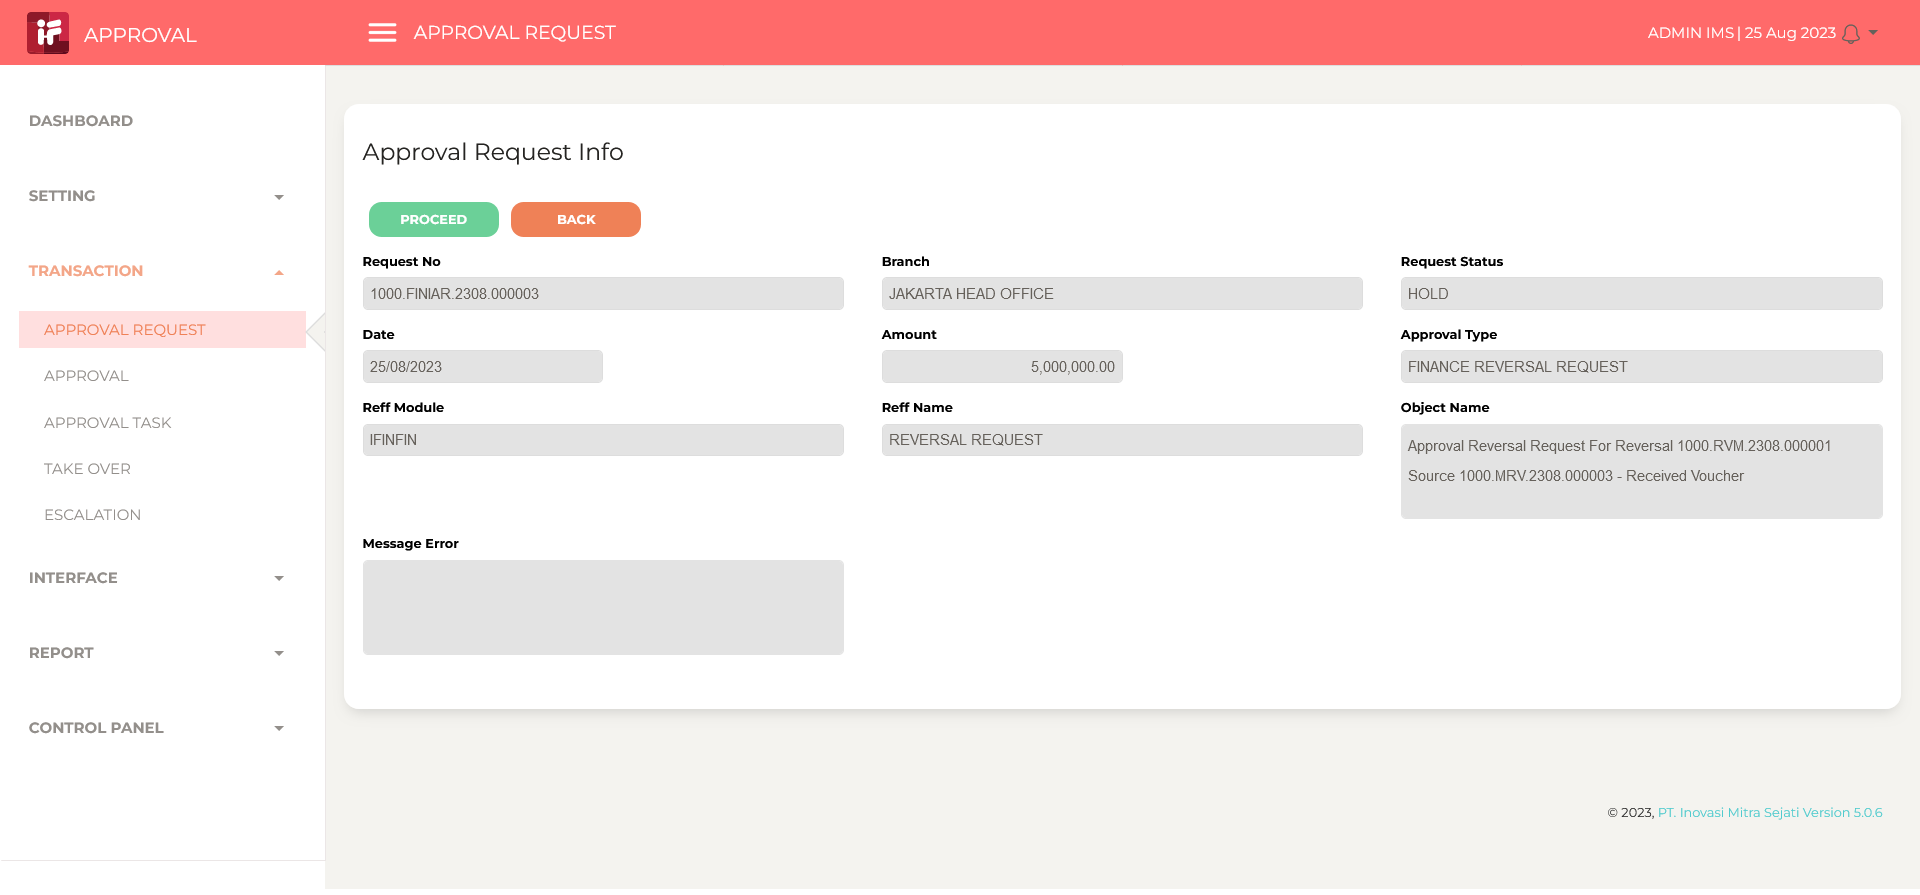 iF APPROVAL
APPROVAL REQUEST
ADMIN IMS | 25 Aug 2023
DASHBOARD
SETTING
TRANSACTION
APPROVAL REQUEST
APPROVAL
APPROVAL TASK
TAKE OVER
ESCALATION
INTERFACE
REPORT
CONTROL PANEL
Approval Request Info
PROCEED BACK
Request No Branch Request Status
1000.FINIAR.2308.000003 JAKARTA HEAD OFFICE HOLD
Date Amount Approval Type
25/08/2023 5,000,000.00 FINANCE REVERSAL REQUEST
Reff Module Reff Name Object Name
IFINFIN REVERSAL REQUEST Approval Reversal Request For Reversal 1000.RVM.2308.000001
Source 1000.MRV.2308.000003 - Received Voucher
Message Error
© 2023, PT. Inovasi Mitra Sejati Version 5.0.6